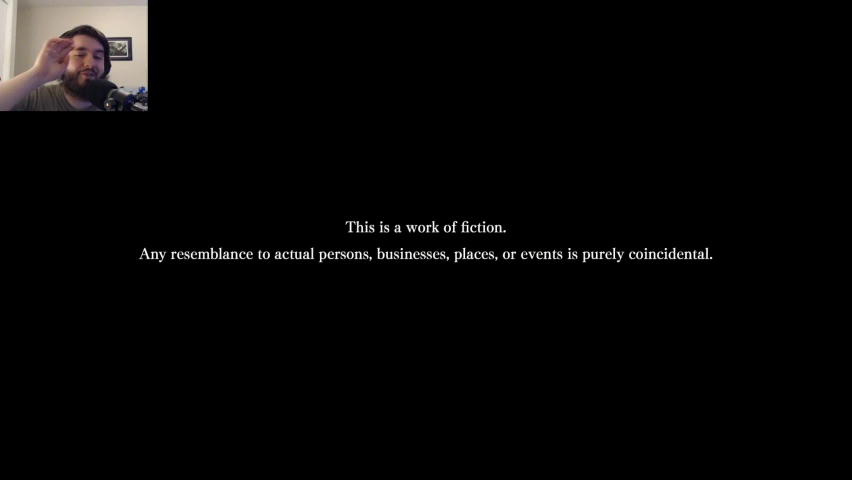 This is a work of fiction.
Any resemblance to actual persons, businesses, places, or events is purely coincidental.